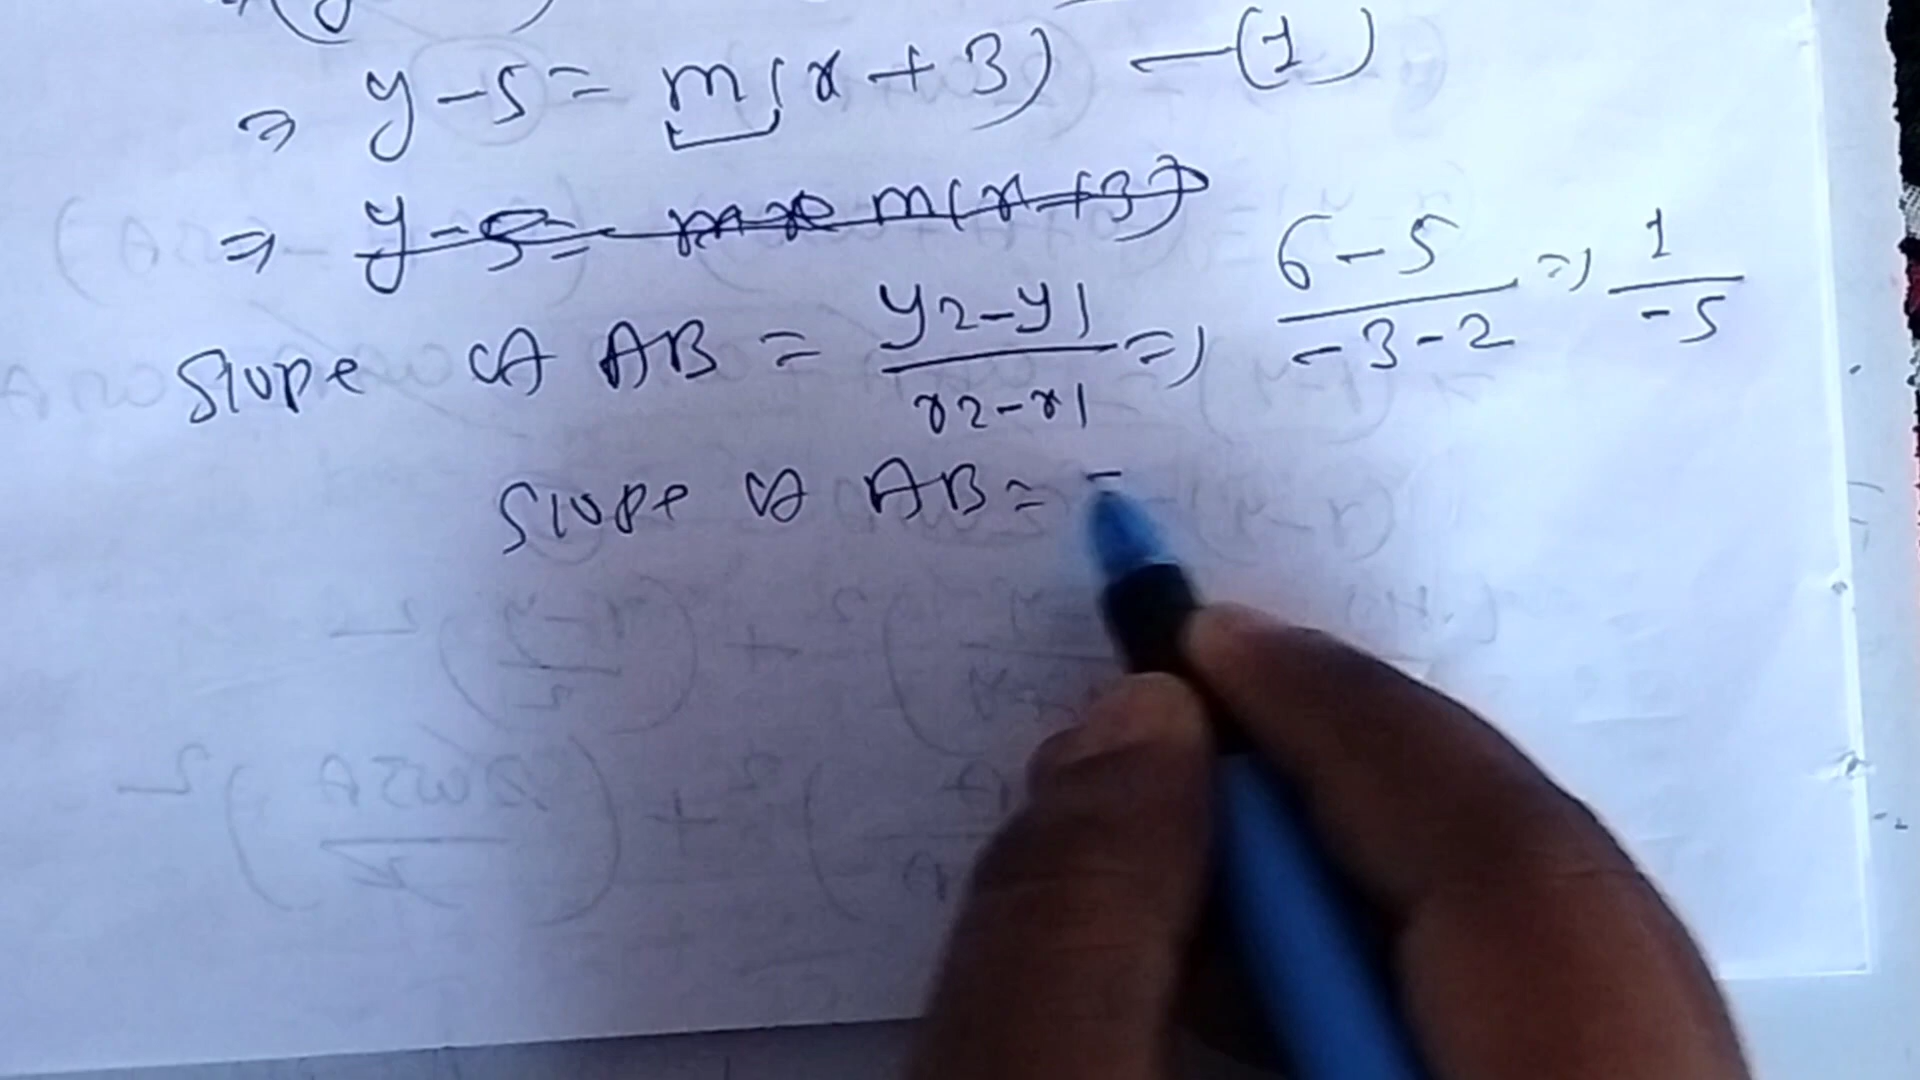 ⇒ y-5 = m(x+3) —(1)
⇒ y-5= mx m(x+3)
Slope of AB = y2-y1/x2-x1 => 6-5/-3-2 => 1/-5
Slope of AB = -